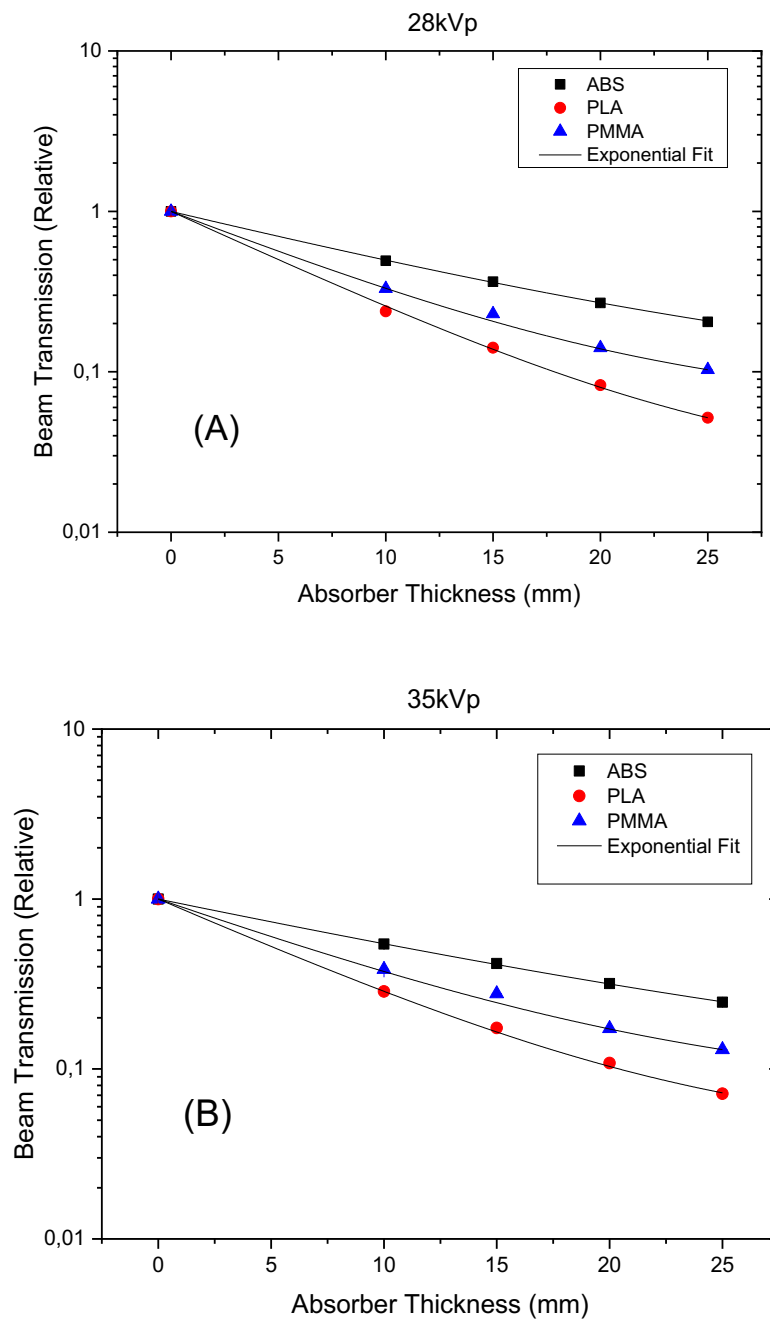 28kVp
10
ABS
PLA
PMMA
Exponential Fit
1
Beam Transmission (Relative)
0,1
(A)
0,01
0 5 10 15 20 25
Absorber Thickness (mm)
35kVp
10
ABS
PLA
PMMA
Exponential Fit
1
Beam Transmission (Relative)
0,1
(B)
0,01
0 5 10 15 20 25
Absorber Thickness (mm)